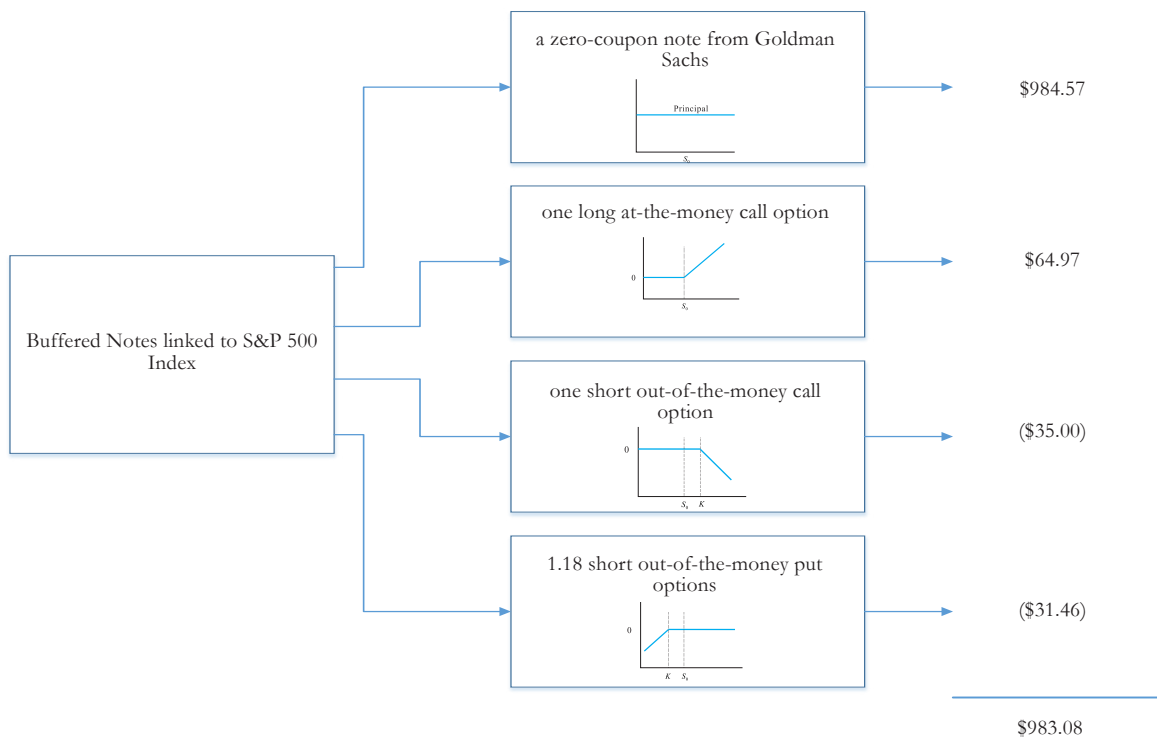 Buffered Notes linked to S&P 500
Index
a zero-coupon note from Goldman
Sachs
Principal
S₀
$984.57
one long at-the-money call option
0
S₀
$64.97
one short out-of-the-money call
option
0
S₀ K
($35.00)
1.18 short out-of-the-money put
options
0
K S₀
($31.46)
$983.08